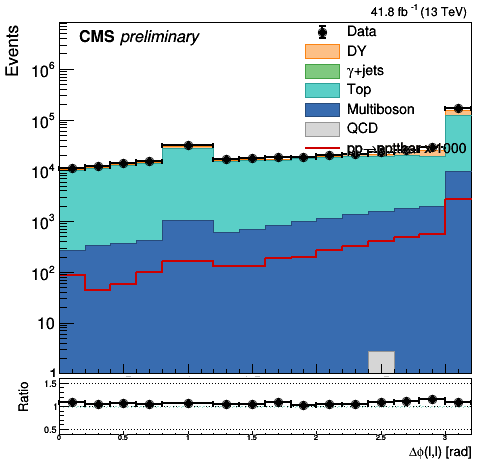 41.8 fb⁻¹ (13 TeV)
CMS preliminary
Data
DY
γ+jets
Top
Multiboson
QCD
Events
10⁶
10⁵
10⁴
10³
10²
10
1
Ratio
1.5
1
0.5
0 0.5 1 1.5 2 2.5 3
Δϕ(l,l) [rad]